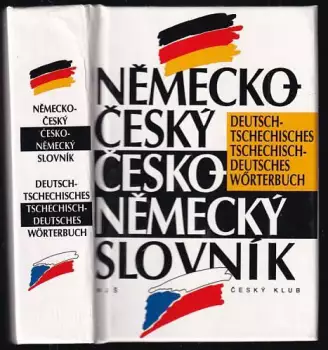 NĚMECKO-
ČESKÝ
ČESKO-
NĚMECKÝ
SLOVNÍK
DEUTSCH-
TSCHECHISCHES
TSCHECHISCH-
DEUTSCHES
WÖRTERBUCH
NĚMECKO-
ČESKÝ
ČESKO-
NĚMECKÝ
SLOVNÍK
DEUTSCH-
TSCHECHISCHES
TSCHECHISCH-
DEUTSCHES
WÖRTERBUCH
ČESKÝ KLUB